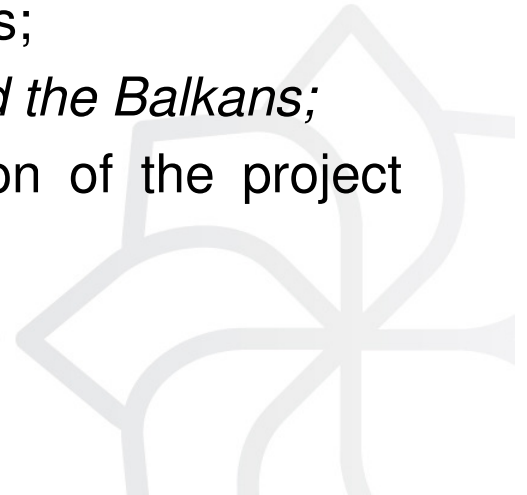 s;
d the Balkans;
on of the project